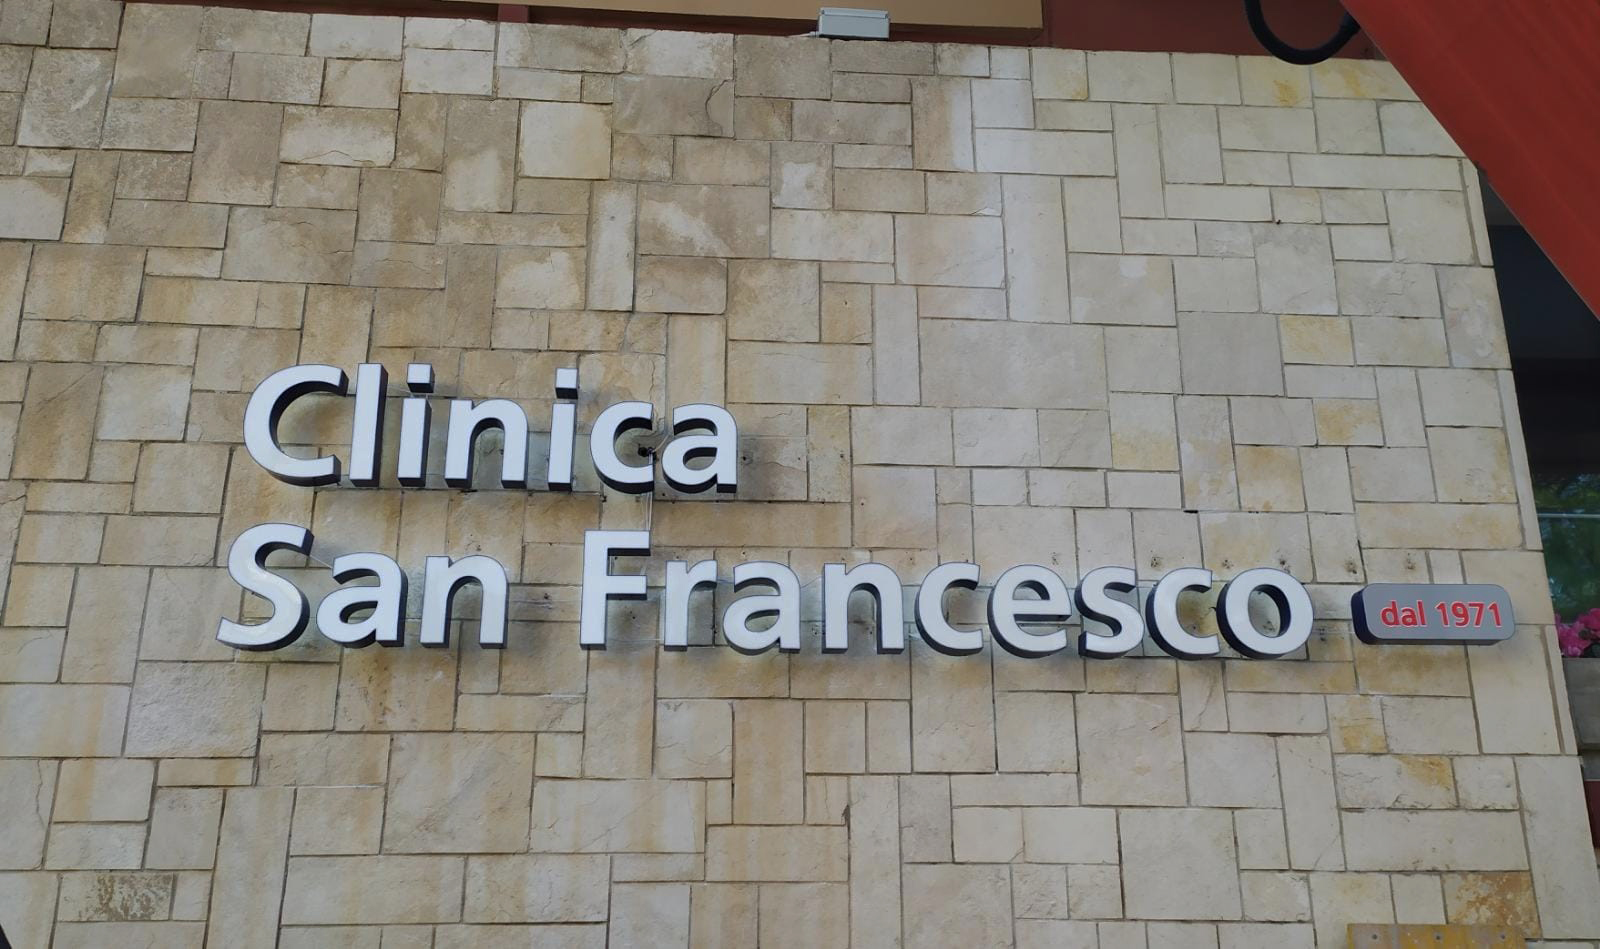 Clinica
San Francesco dal 1971